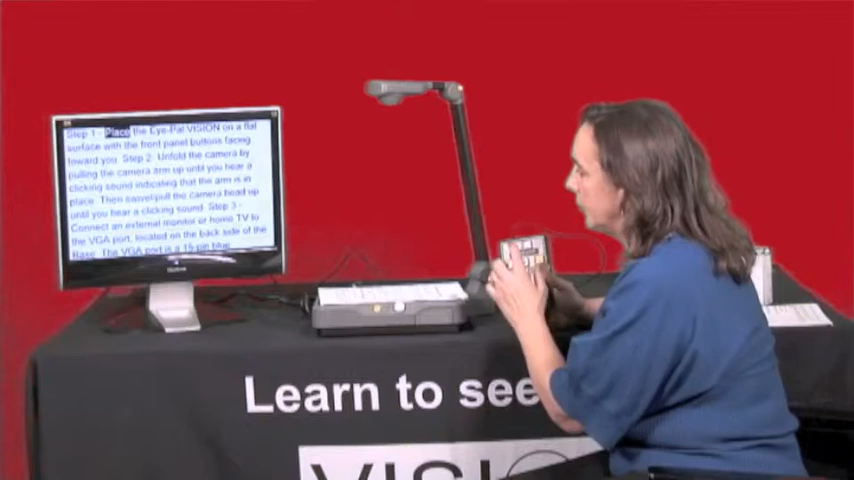 Step 1 - Place the Eye-Pal VISION on a flat
surface with the front panel buttons facing
toward you. Step 2: Unfold the camera by
pulling the camera arm up until you hear a
clicking sound indicating that the arm is in
place. Then swivel/pull the camera head up
until you hear a clicking sound. Step 3 -
Connect an external monitor or home TV to
the VGA port, located on the back side of the
Base. The VGA port is a 15-pin blue
Learn to see
VISIO